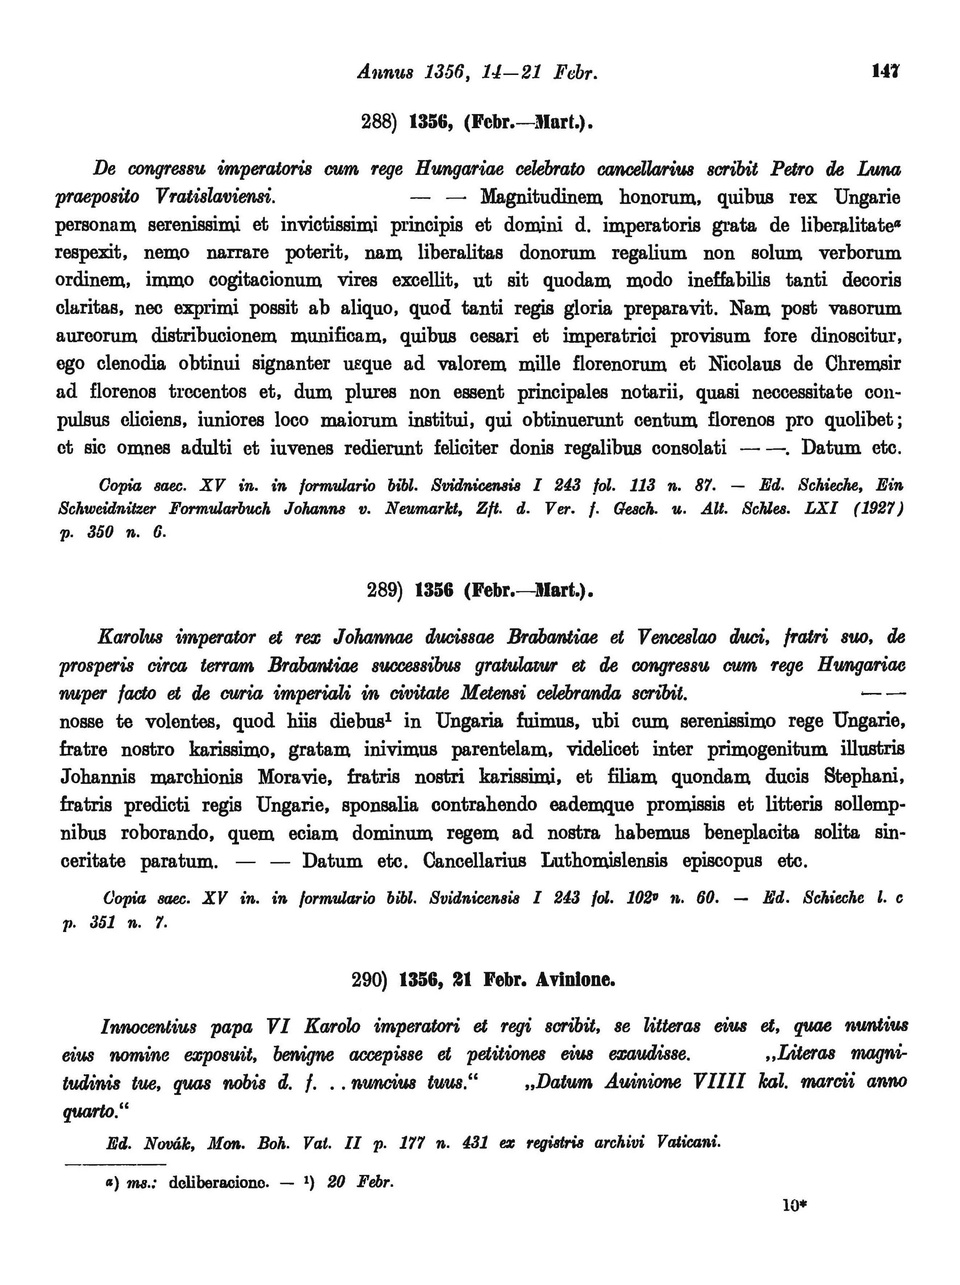 Annus 1356, 14—21 Febr. 147
288) 1356, (Febr.—Mart.).
De congressu imperatoris cum rege Hungariae celebrato cancellarius scribit Petro de Luna
praeposito Vratislaviensi. — — Magnitudinem honorum, quibus rex Ungarie
personam serenissimi et invictissimi principis et domini d. imperatoris grata de liberalitateᵃ
respexit, nemo narrare poterit, nam liberalitas donorum regalium non solum verborum
ordinem, immo cogitacionum vires excellit, ut sit quodam modo ineffabilis tanti decoris
claritas, nec exprimi possit ab aliquo, quod tanti regis gloria preparavit. Nam post vasorum
aureorum distribucionem munificam, quibus cesari et imperatrici provisum fore dinoscitur,
ego clenodia obtinui signanter usque ad valorem mille florenorum et Nicolaus de Chremsir
ad florenos trecentos et, dum plures non essent principales notarii, quasi neccessitate con-
pulsus eliciens, iuniores loco maiorum institui, qui obtinuerunt centum florenos pro quolibet;
et sic omnes adulti et iuvenes redierunt feliciter donis regalibus consolati — —. Datum etc.
Copia saec. XV in. in formulario bibl. Svidnicensis I 243 fol. 113 n. 87. — Ed. Schieche, Ein
Schweidnitzer Formularbuch Johanns v. Neumarkt, Zft. d. Ver. f. Gesch. u. Alt. Schles. LXI (1927)
p. 350 n. 6.
289) 1356 (Febr.—Mart.).
Karolus imperator et rex Johannae ducissae Brabantiae et Venceslao duci, fratri suo, de
prosperis circa terram Brabantiae successibus gratulatur et de congressu cum rege Hungariae
nuper facto et de curia imperiali in civitate Metensi celebranda scribit. — —
nosse te volentes, quod hiis diebus¹ in Ungaria fuimus, ubi cum serenissimo rege Ungarie,
fratre nostro karissimo, gratam inivimus parentelam, videlicet inter primogenitum illustris
Johannis marchionis Moravie, fratris nostri karissimi, et filiam quondam ducis Stephani,
fratris predicti regis Ungarie, sponsalia contrahendo eademque promissis et litteris sollemp-
nibus roborando, quem eciam dominum regem ad nostra habemus beneplacita solita sin-
ceritate paratum. — — Datum etc. Cancellarius Luthomislensis episcopus etc.
Copia saec. XV in. in formulario bibl. Svidnicensis I 243 fol. 102ᵛ n. 60. — Ed. Schieche l. c
p. 351 n. 7.
290) 1356, 21 Febr. Avinione.
Innocentius papa VI Karolo imperatori et regi scribit, se litteras eius et, quae nuntius
eius nomine exposuit, benigne accepisse et petitiones eius exaudisse. „Literas magni-
tudinis tue, quas nobis d. f. . . nuncius tuus.“ „Datum Auinione VIIII kal. marcii anno
quarto.“
Ed. Novák, Mon. Boh. Vat. II p. 177 n. 431 ex registris archivi Vaticani.
ᵃ) ms.: deliberacione. — ¹) 20 Febr.
10*